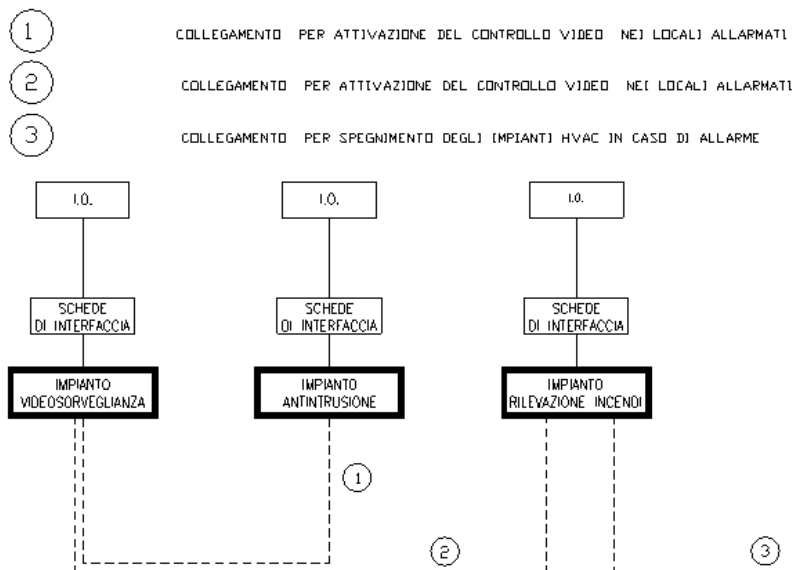 1 COLLEGAMENTO PER ATTIVAZIONE DEL CONTROLLO VIDEO NEI LOCALI ALLARMATI
2 COLLEGAMENTO PER ATTIVAZIONE DEL CONTROLLO VIDEO NEI LOCALI ALLARMATI
3 COLLEGAMENTO PER SPEGNIMENTO DEGLI IMPIANTI HVAC IN CASO DI ALLARME
I.O. I.O. I.O.
SCHEDE SCHEDE SCHEDE
DI INTERFACCIA DI INTERFACCIA DI INTERFACCIA
IMPIANTO IMPIANTO IMPIANTO
VIDEOSORVEGLIANZA ANTINTRUSIONE RILEVAZIONE INCENDI
1
2 3